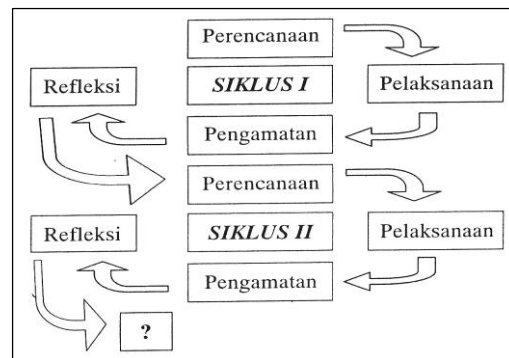 Perencanaan
Refleksi
SIKLUS I
Pelaksanaan
Pengamatan
Perencanaan
Refleksi
SIKLUS II
Pelaksanaan
Pengamatan
?